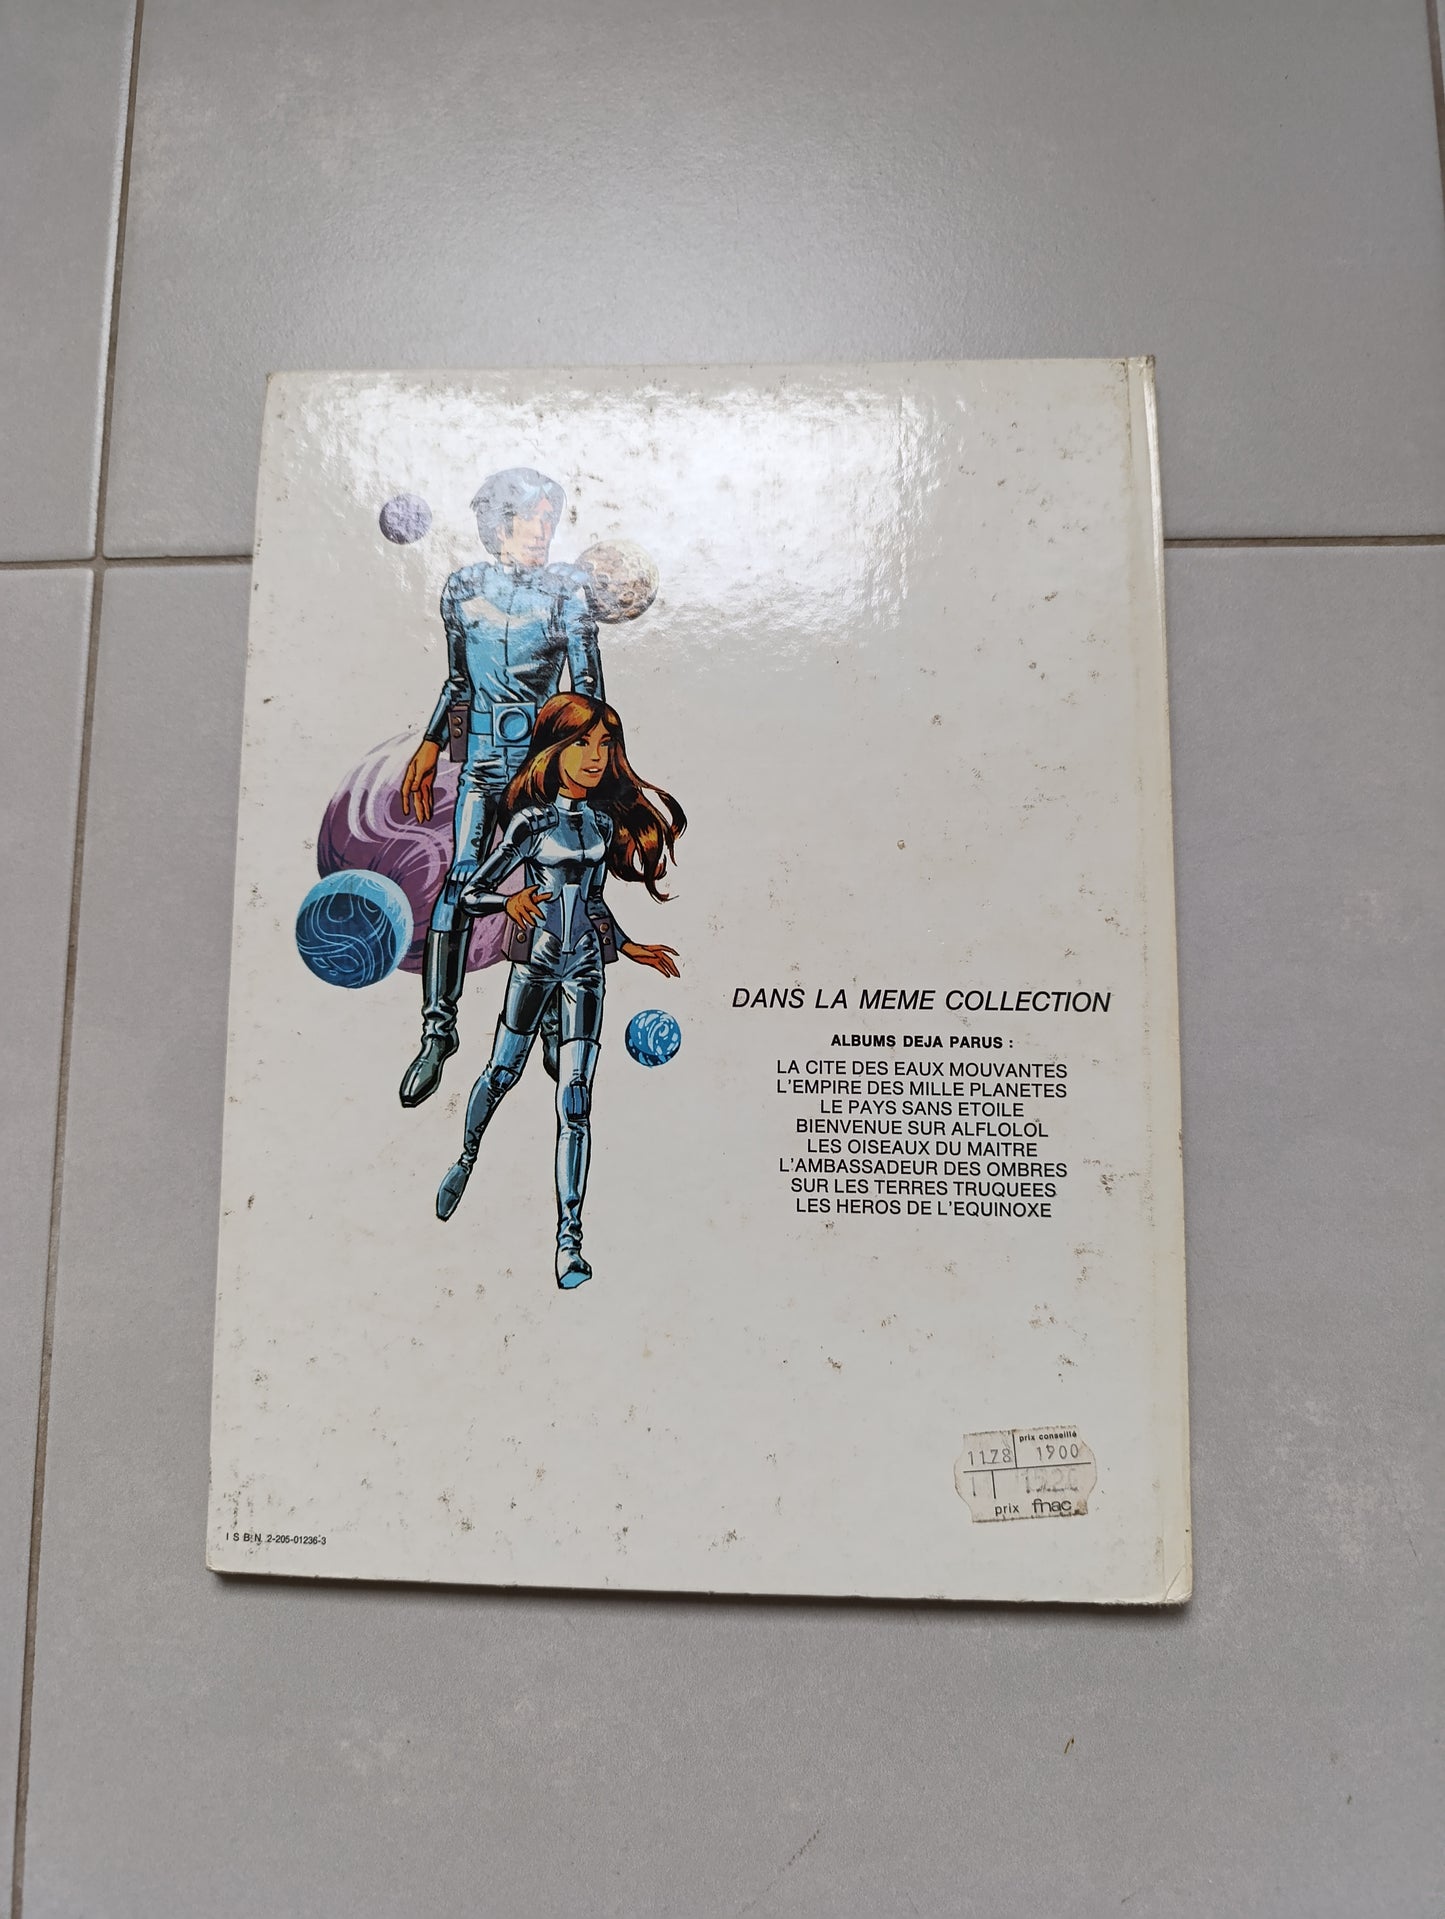 DANS LA MEME COLLECTION
ALBUMS DEJA PARUS :
LA CITE DES EAUX MOUVANTES
L'EMPIRE DES MILLE PLANETES
LE PAYS SANS ETOILE
BIENVENUE SUR ALFLOLOL
LES OISEAUX DU MAITRE
L'AMBASSADEUR DES OMBRES
SUR LES TERRES TRUQUEES
LES HEROS DE L'EQUINOXE
prix conseillé
1178 1900
prix fnac
I S B N 2-205-01236-3